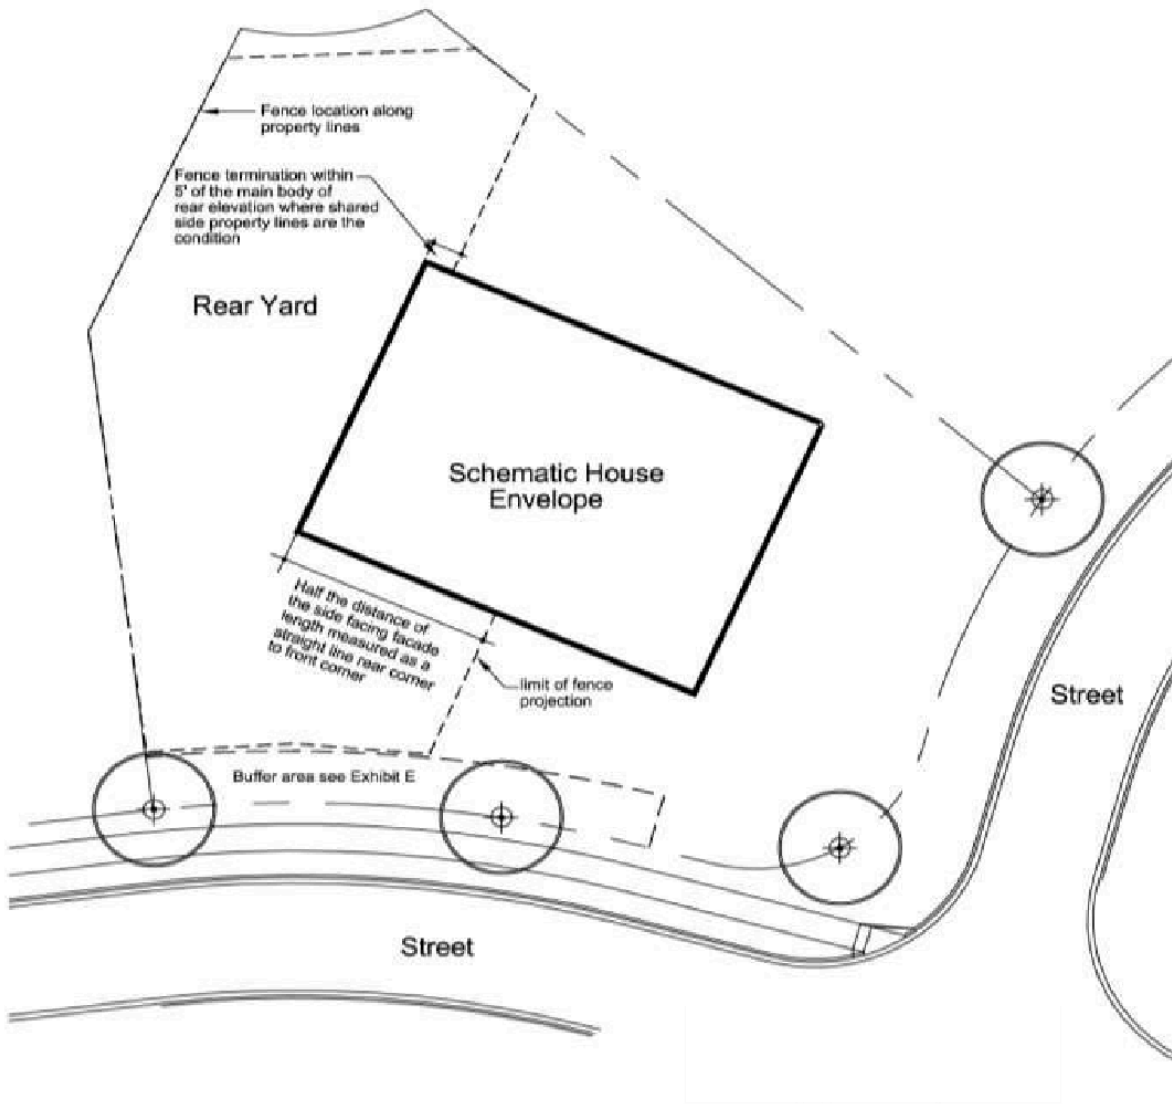 Fence location along
property lines
Fence termination within
5' of the main body of
rear elevation where shared
side property lines are the
condition
Rear Yard
Schematic House
Envelope
Half the distance of
the side facing facade
length measured as a
straight line rear corner
to front corner
limit of fence
projection
Street
Buffer area see Exhibit E
Street